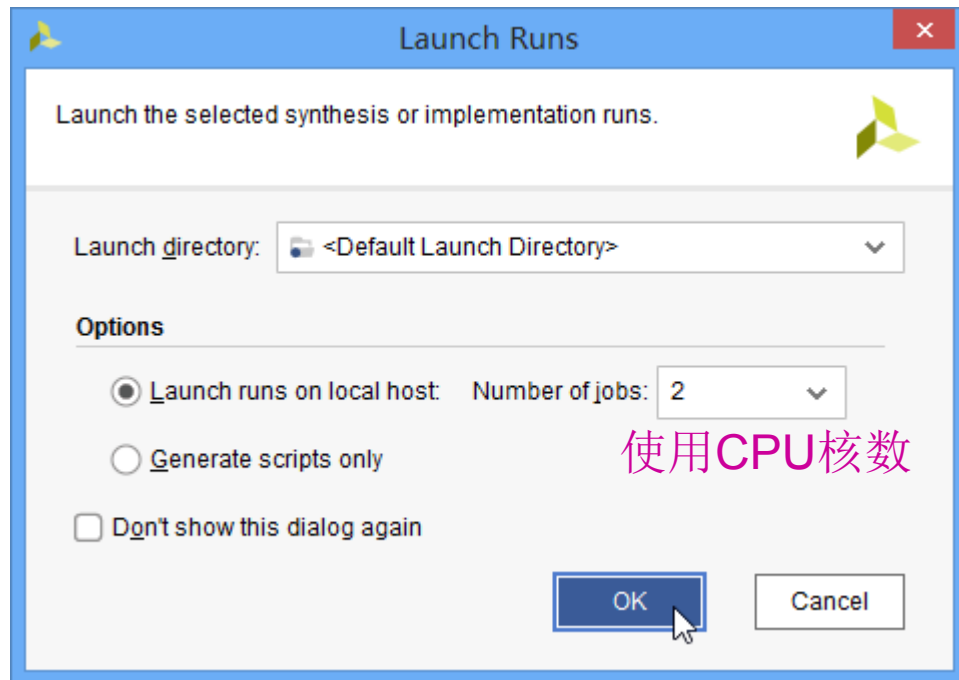 Launch Runs
Launch the selected synthesis or implementation runs.
Launch directory: <Default Launch Directory>
Options
Launch runs on local host: Number of jobs: 2
使用CPU核数
Generate scripts only
Don't show this dialog again
OK Cancel